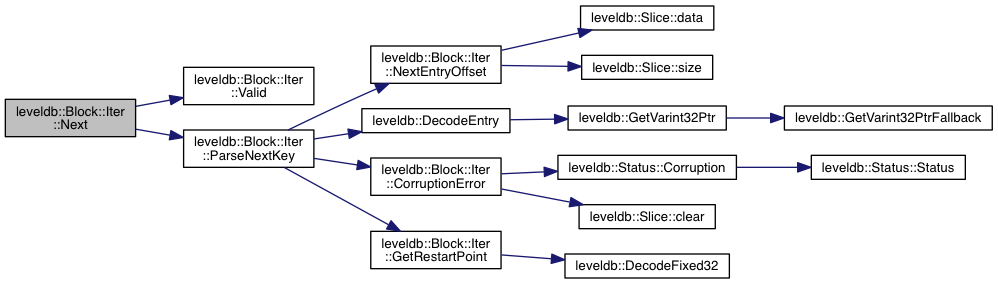 leveldb::Block::Iter
::Next
leveldb::Block::Iter
::Valid
leveldb::Block::Iter
::ParseNextKey
leveldb::Block::Iter
::NextEntryOffset
leveldb::Slice::data
leveldb::Slice::size
leveldb::DecodeEntry
leveldb::GetVarint32Ptr
leveldb::GetVarint32PtrFallback
leveldb::Block::Iter
::CorruptionError
leveldb::Status::Corruption
leveldb::Status::Status
leveldb::Slice::clear
leveldb::Block::Iter
::GetRestartPoint
leveldb::DecodeFixed32